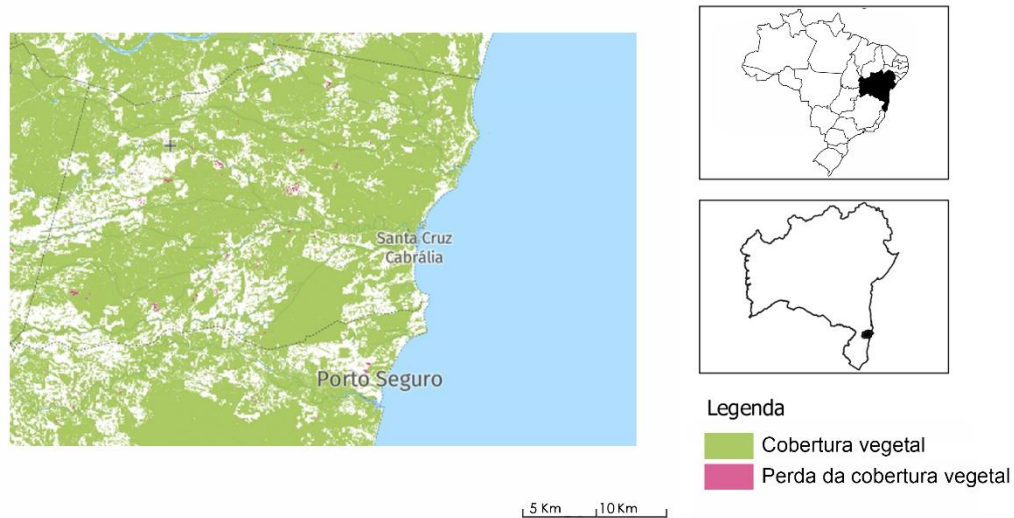 Santa Cruz
Cabrália
Porto Seguro
Legenda
Cobertura vegetal
Perda da cobertura vegetal
5 Km 10 Km